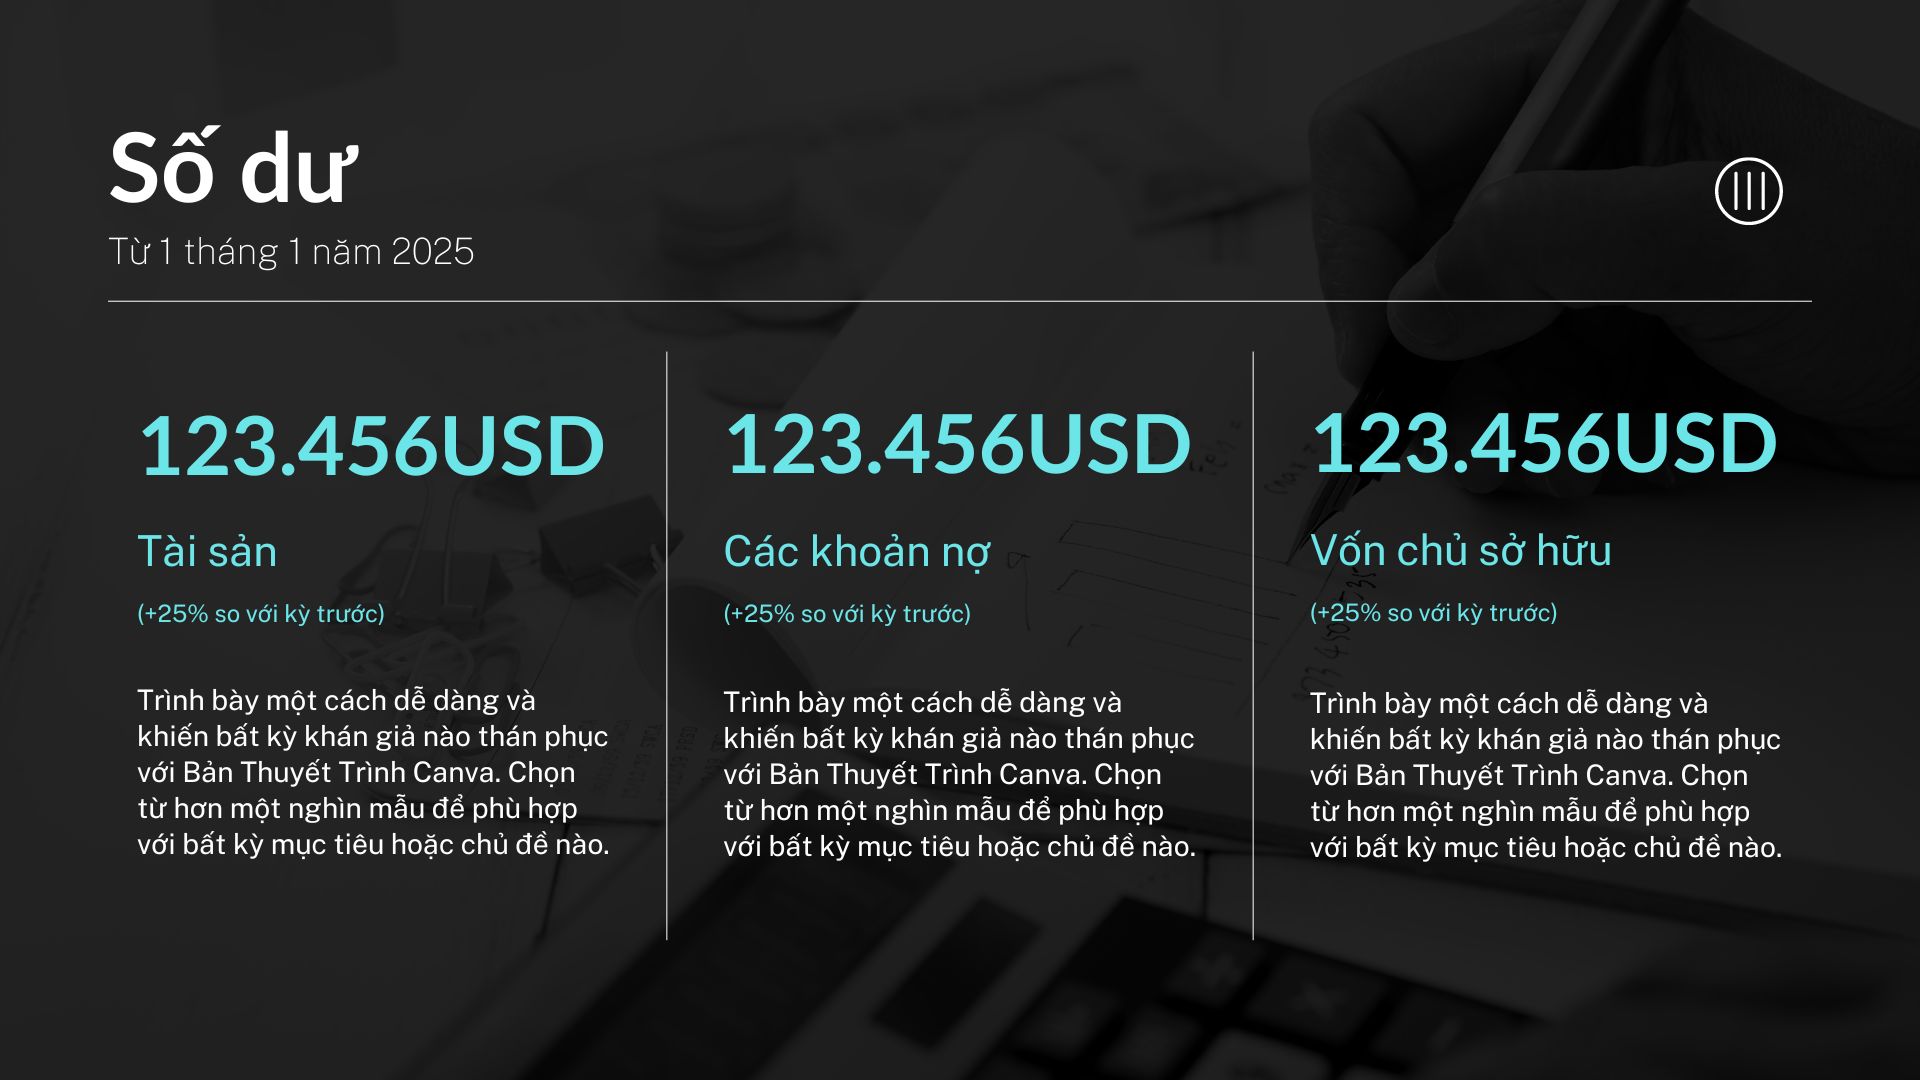 Số dư
Từ 1 tháng 1 năm 2025
123.456USD
Tài sản
(+25% so với kỳ trước)
Trình bày một cách dễ dàng và
khiến bất kỳ khán giả nào thán phục
với Bản Thuyết Trình Canva. Chọn
từ hơn một nghìn mẫu để phù hợp
với bất kỳ mục tiêu hoặc chủ đề nào.
123.456USD
Các khoản nợ
(+25% so với kỳ trước)
Trình bày một cách dễ dàng và
khiến bất kỳ khán giả nào thán phục
với Bản Thuyết Trình Canva. Chọn
từ hơn một nghìn mẫu để phù hợp
với bất kỳ mục tiêu hoặc chủ đề nào.
123.456USD
Vốn chủ sở hữu
(+25% so với kỳ trước)
Trình bày một cách dễ dàng và
khiến bất kỳ khán giả nào thán phục
với Bản Thuyết Trình Canva. Chọn
từ hơn một nghìn mẫu để phù hợp
với bất kỳ mục tiêu hoặc chủ đề nào.